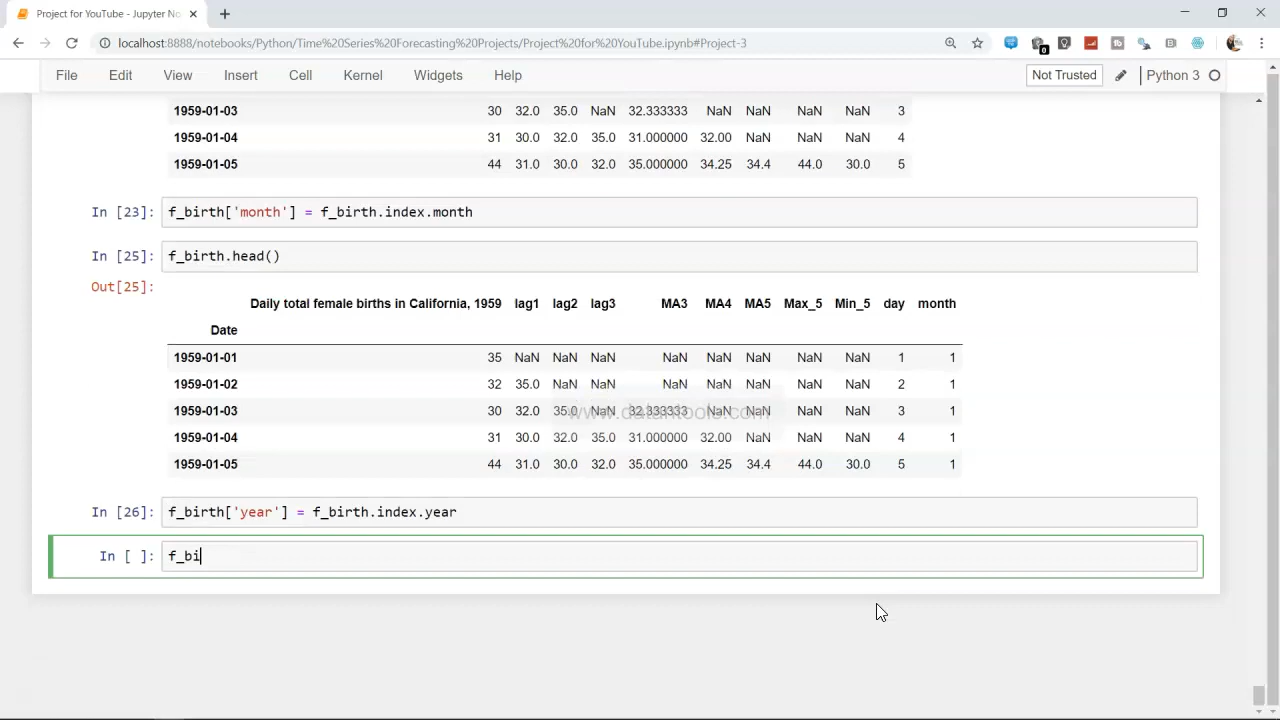 Project for YouTube - Jupyter No
localhost:8888/notebooks/Python/Time%20Series%20Forecasting%20Projects/Project%20for%20YouTube.ipynb#Project-3
File Edit View Insert Cell Kernel Widgets Help Not Trusted Python 3
1959-01-03 30 32.0 35.0 NaN 32.333333 NaN NaN NaN NaN 3
1959-01-04 31 30.0 32.0 35.0 31.000000 32.00 NaN NaN NaN 4
1959-01-05 44 31.0 30.0 32.0 35.000000 34.25 34.4 44.0 30.0 5
In [23]: f_birth['month'] = f_birth.index.month
In [25]: f_birth.head()
Out[25]:
Daily total female births in California, 1959 lag1 lag2 lag3 MA3 MA4 MA5 Max_5 Min_5 day month
Date
1959-01-01 35 NaN NaN NaN NaN NaN NaN NaN NaN 1 1
1959-01-02 32 35.0 NaN NaN NaN NaN NaN NaN NaN 2 1
1959-01-03 30 32.0 35.0 NaN 32.333333 NaN NaN NaN NaN 3 1
www.datantools.com
1959-01-04 31 30.0 32.0 35.0 31.000000 32.00 NaN NaN NaN 4 1
1959-01-05 44 31.0 30.0 32.0 35.000000 34.25 34.4 44.0 30.0 5 1
In [26]: f_birth['year'] = f_birth.index.year
In [ ]: f_bi